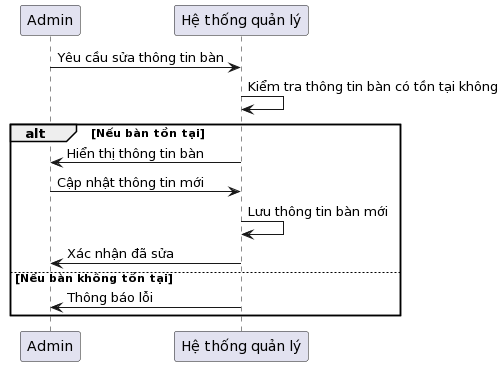 Admin
Hệ thống quản lý
Yêu cầu sửa thông tin bàn
Kiểm tra thông tin bàn có tồn tại không
alt [Nếu bàn tồn tại]
Hiển thị thông tin bàn
Cập nhật thông tin mới
Lưu thông tin bàn mới
Xác nhận đã sửa
[Nếu bàn không tồn tại]
Thông báo lỗi
Admin
Hệ thống quản lý